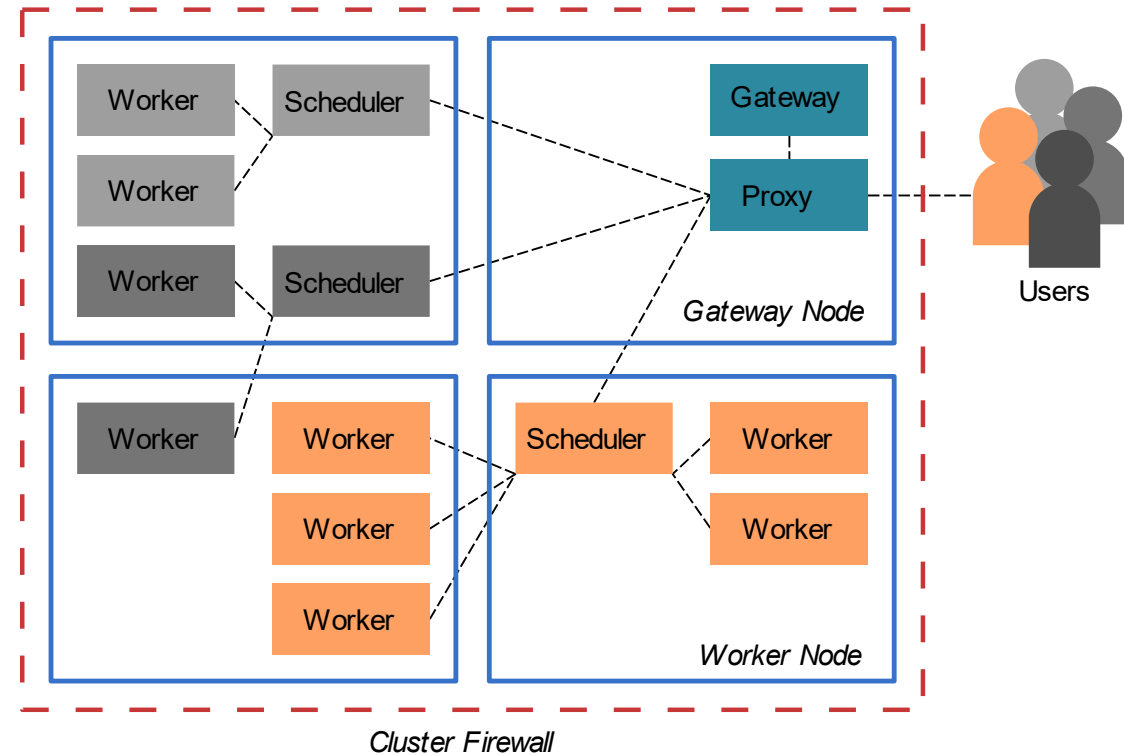 Worker
Scheduler
Gateway
Worker
Proxy
Worker
Scheduler
Gateway Node
Users
Worker
Worker
Scheduler
Worker
Worker
Worker
Worker
Worker Node
Cluster Firewall